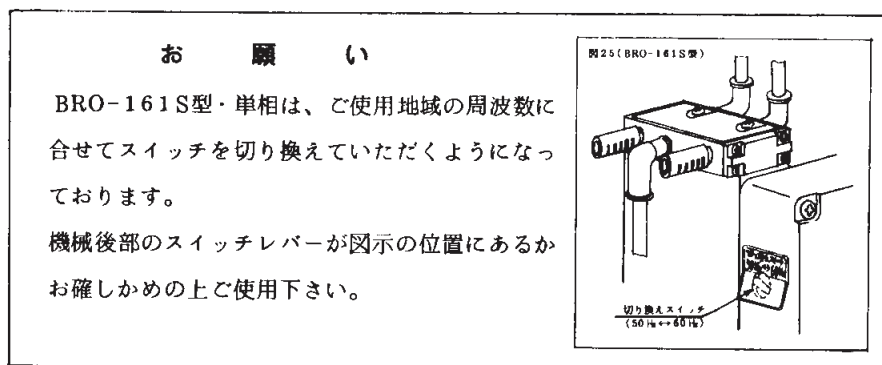 お願い
BRO-161S型・単相は、ご使用地域の周波数に
合せてスイッチを切り換えていただくようになっ
ております。
機械後部のスイッチレバーが図示の位置にあるか
お確しかめの上ご使用下さい。
図25(BRO-161S型)
切り換えスイッチ
(50Hz↔60Hz)